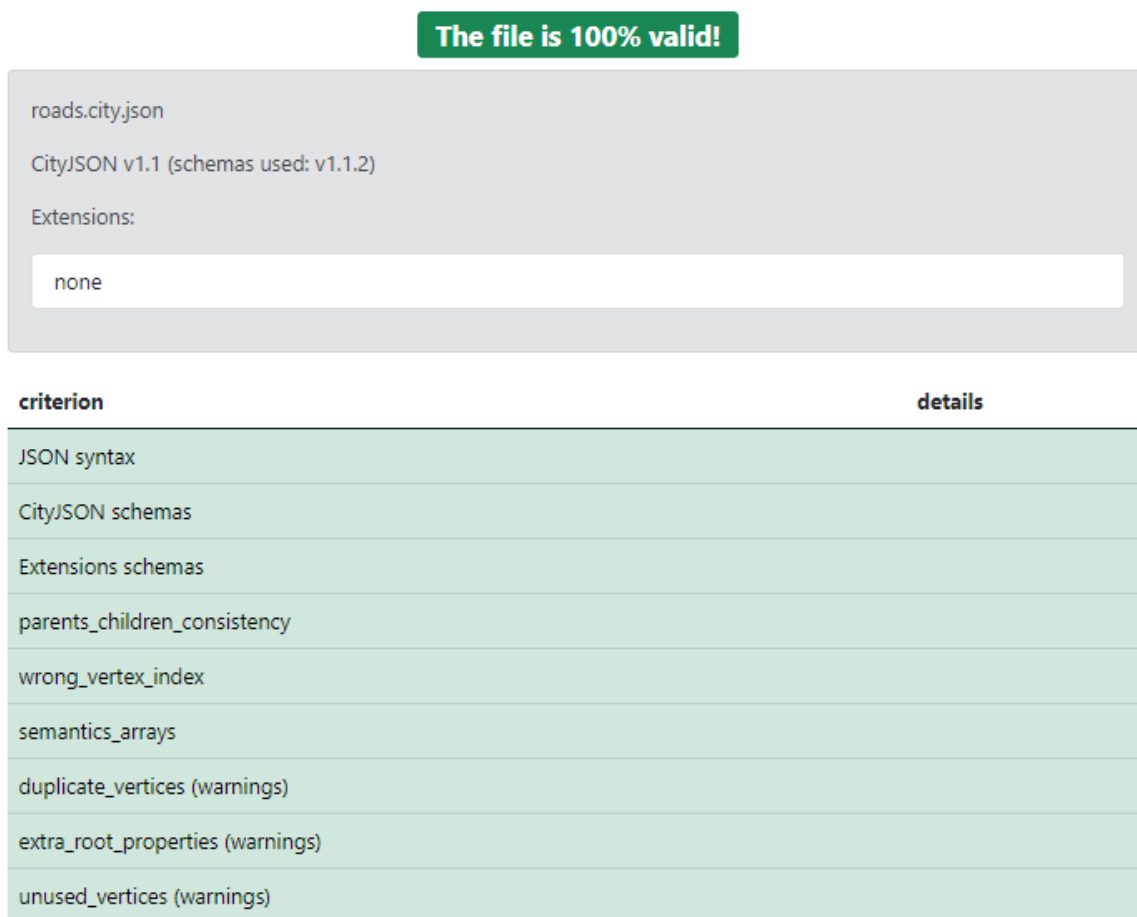 The file is 100% valid!
roads.city.json
CityJSON v1.1 (schemas used: v1.1.2)
Extensions:
none
criterion details
JSON syntax
CityJSON schemas
Extensions schemas
parents_children_consistency
wrong_vertex_index
semantics_arrays
duplicate_vertices (warnings)
extra_root_properties (warnings)
unused_vertices (warnings)